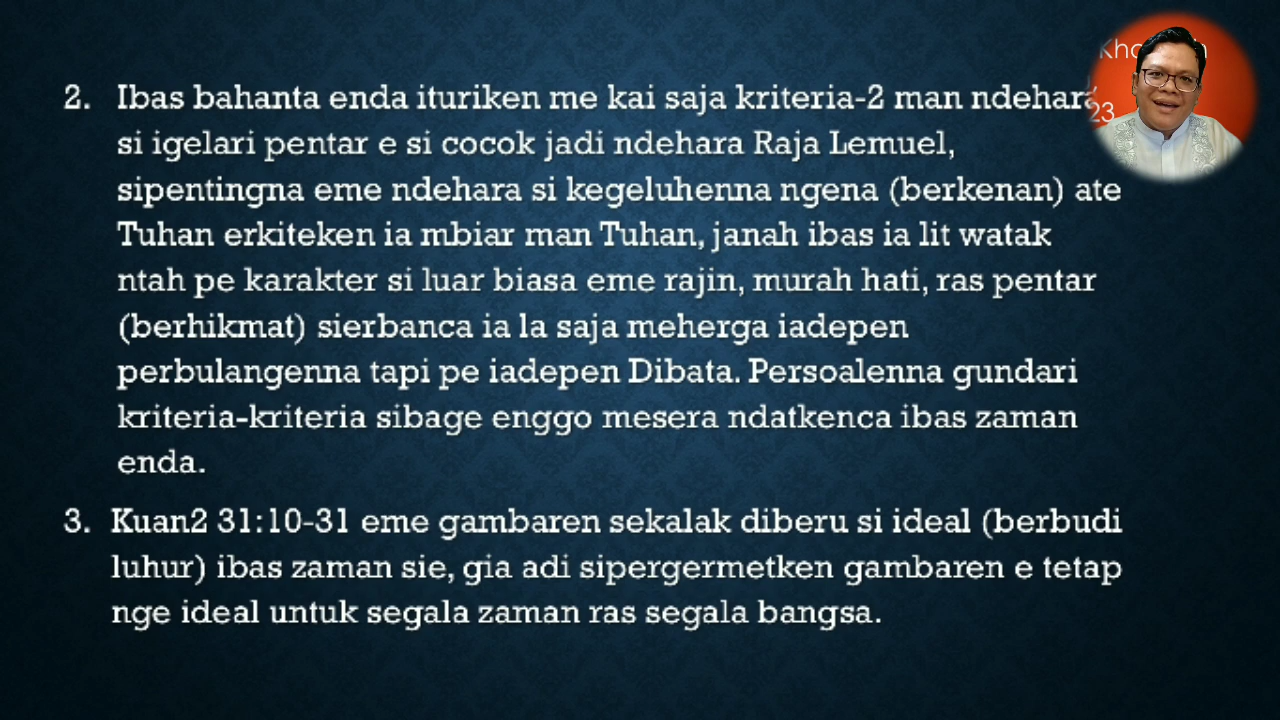 2. Ibas bahanta enda ituriken me kai saja kriteria-2 man ndehara
si igelari pentar e si cocok jadi ndehara Raja Lemuel,
sipentingna eme ndehara si kegeluhenna ngena (berkenan) ate
Tuhan erkiteken ia mbiar man Tuhan, janah ibas ia lit watak
ntah pe karakter si luar biasa eme rajin, murah hati, ras pentar
(berhikmat) sierbanca ia la saja meherga iadepen
perbulangenna tapi pe iadepen Dibata. Persoalenna gundari
kriteria-kriteria sibage enggo mesera ndatkenca ibas zaman
enda.
3. Kuan2 31:10-31 eme gambaren sekalak diberu si ideal (berbudi
luhur) ibas zaman sie, gia adi sipergermetken gambaren e tetap
nge ideal untuk segala zaman ras segala bangsa.
23